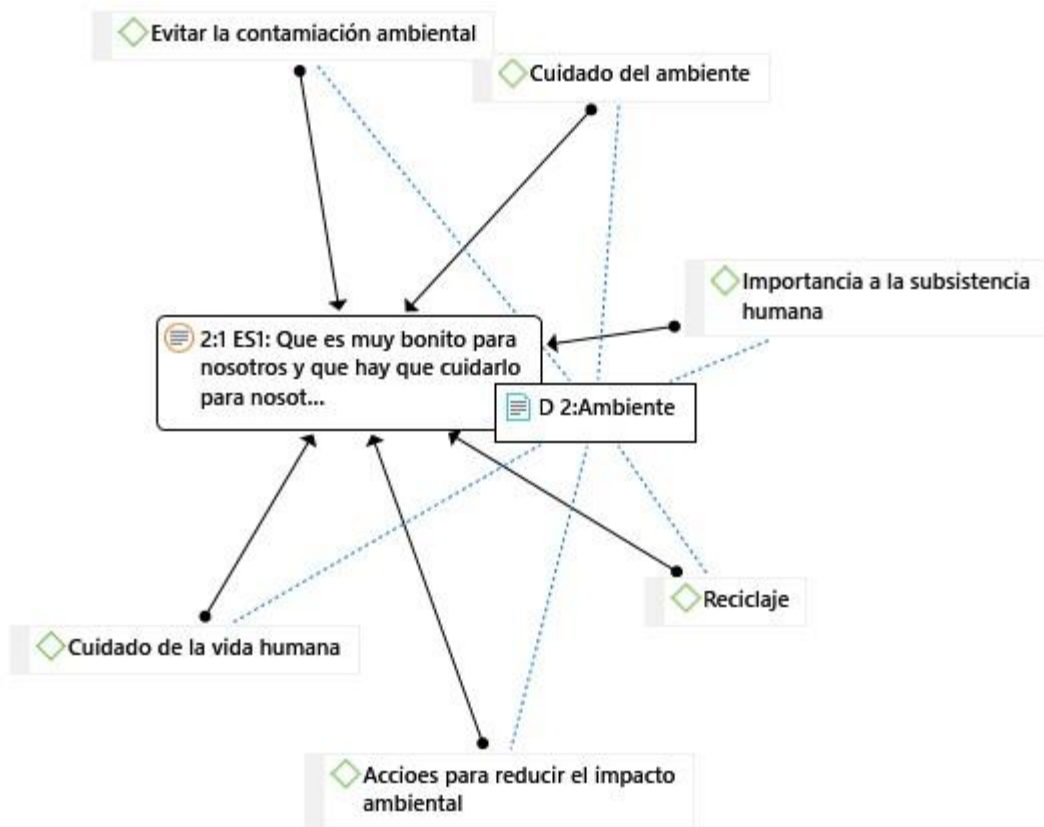 Evitar la contamiación ambiental
Cuidado del ambiente
Importancia a la subsistencia
humana
2:1 ES1: Que es muy bonito para
nosotros y que hay que cuidarlo
para nosot...
D 2:Ambiente
Reciclaje
Cuidado de la vida humana
Accioes para reducir el impacto
ambiental